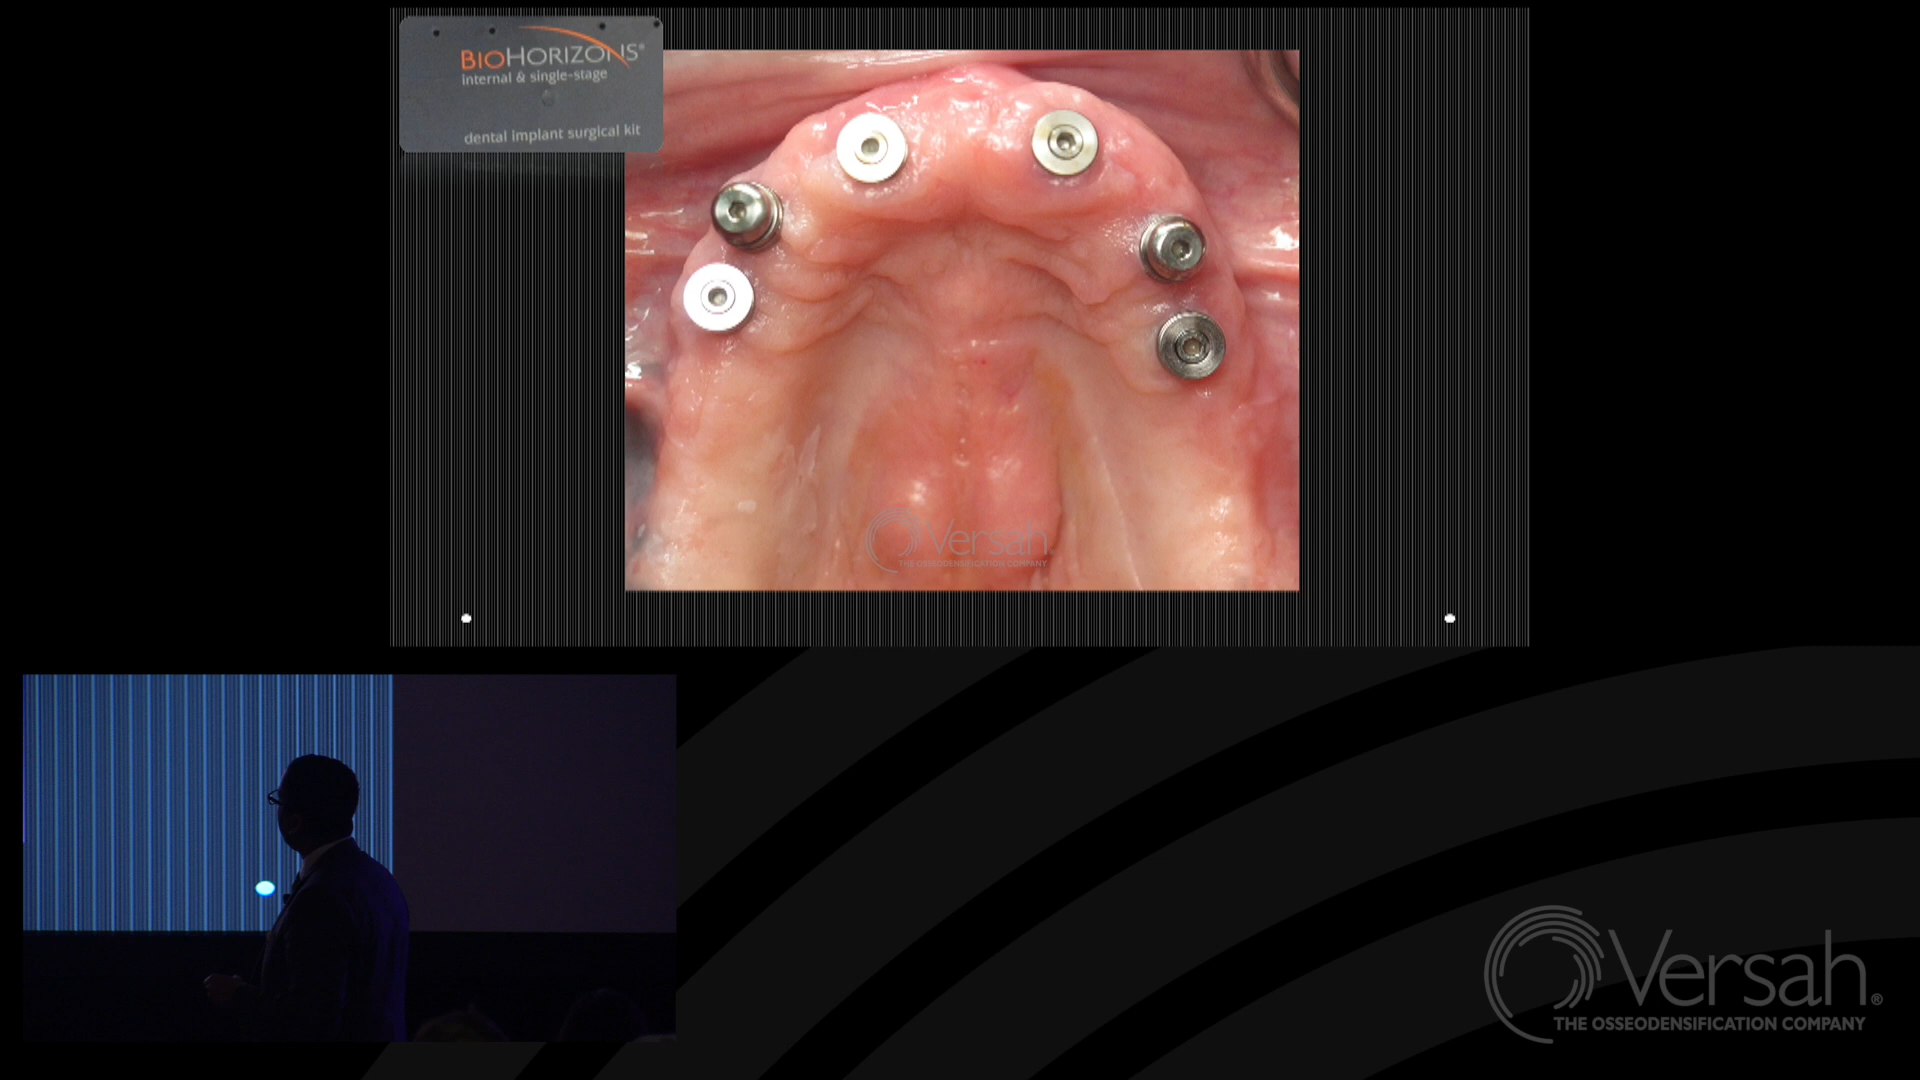 BIOHORIZONS®
internal & single-stage
dental implant surgical kit
Versah
THE OSSEODENSIFICATION COMPANY
Versah®
THE OSSEODENSIFICATION COMPANY